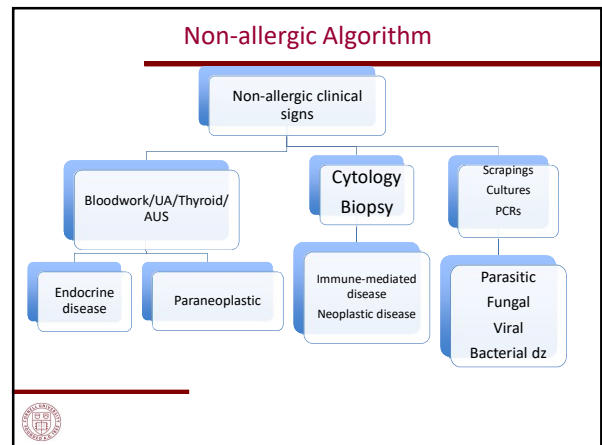 Non-allergic Algorithm
Non-allergic clinical
signs
Bloodwork/UA/Thyroid/
AUS
Endocrine
disease
Paraneoplastic
Cytology
Biopsy
Immune-mediated
disease
Neoplastic disease
Scrapings
Cultures
PCRs
Parasitic
Fungal
Viral
Bacterial dz